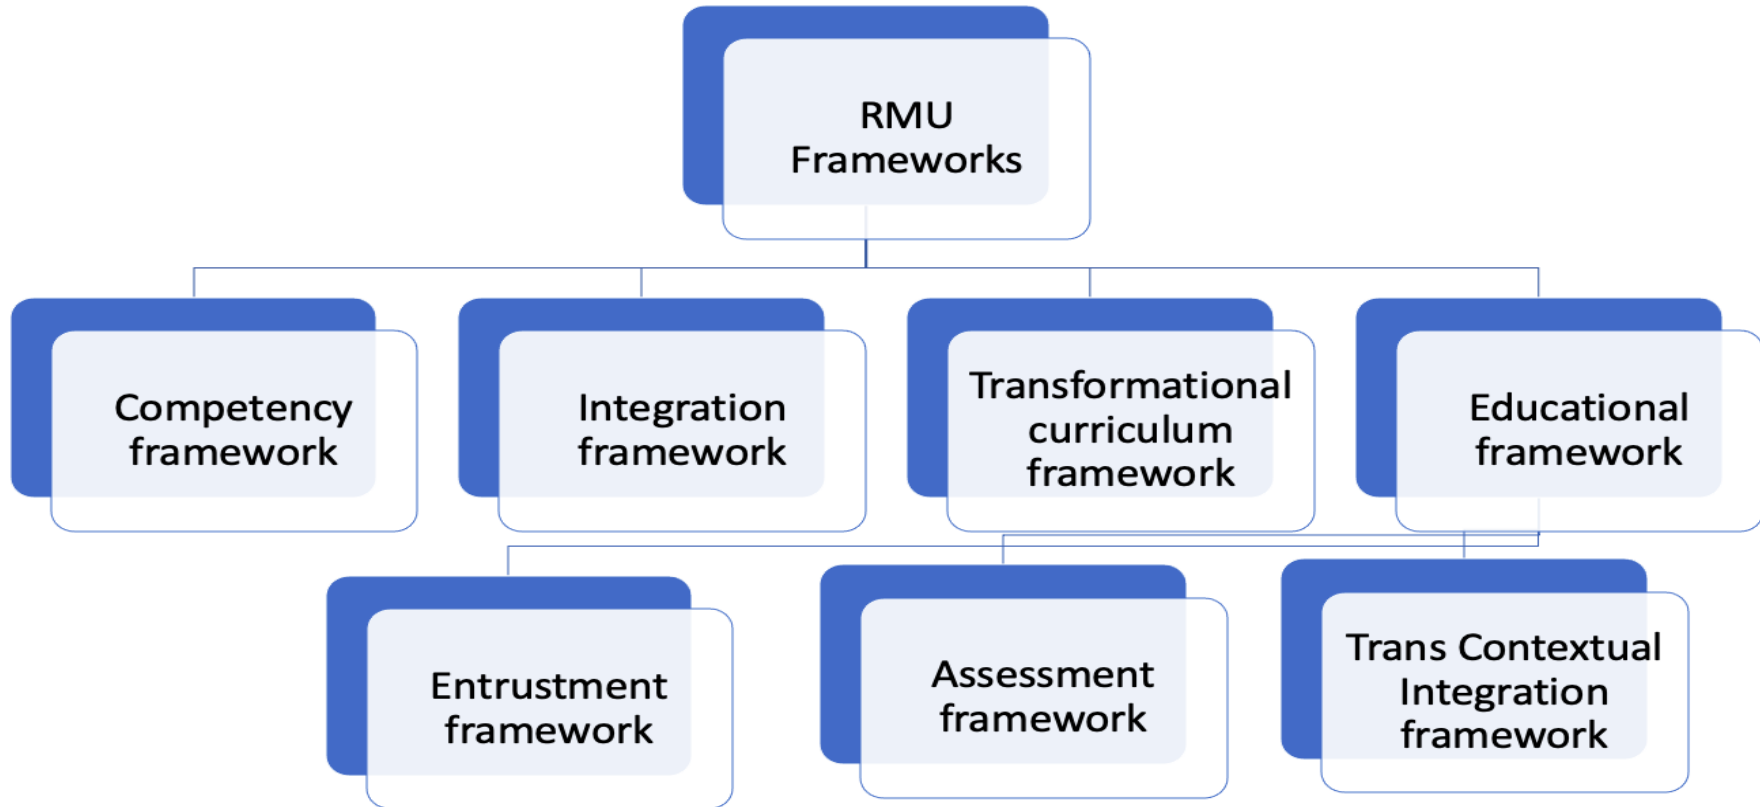 RMU
Frameworks
Competency
framework
Integration
framework
Transformational
curriculum
framework
Educational
framework
Entrustment
framework
Assessment
framework
Trans Contextual
Integration
framework